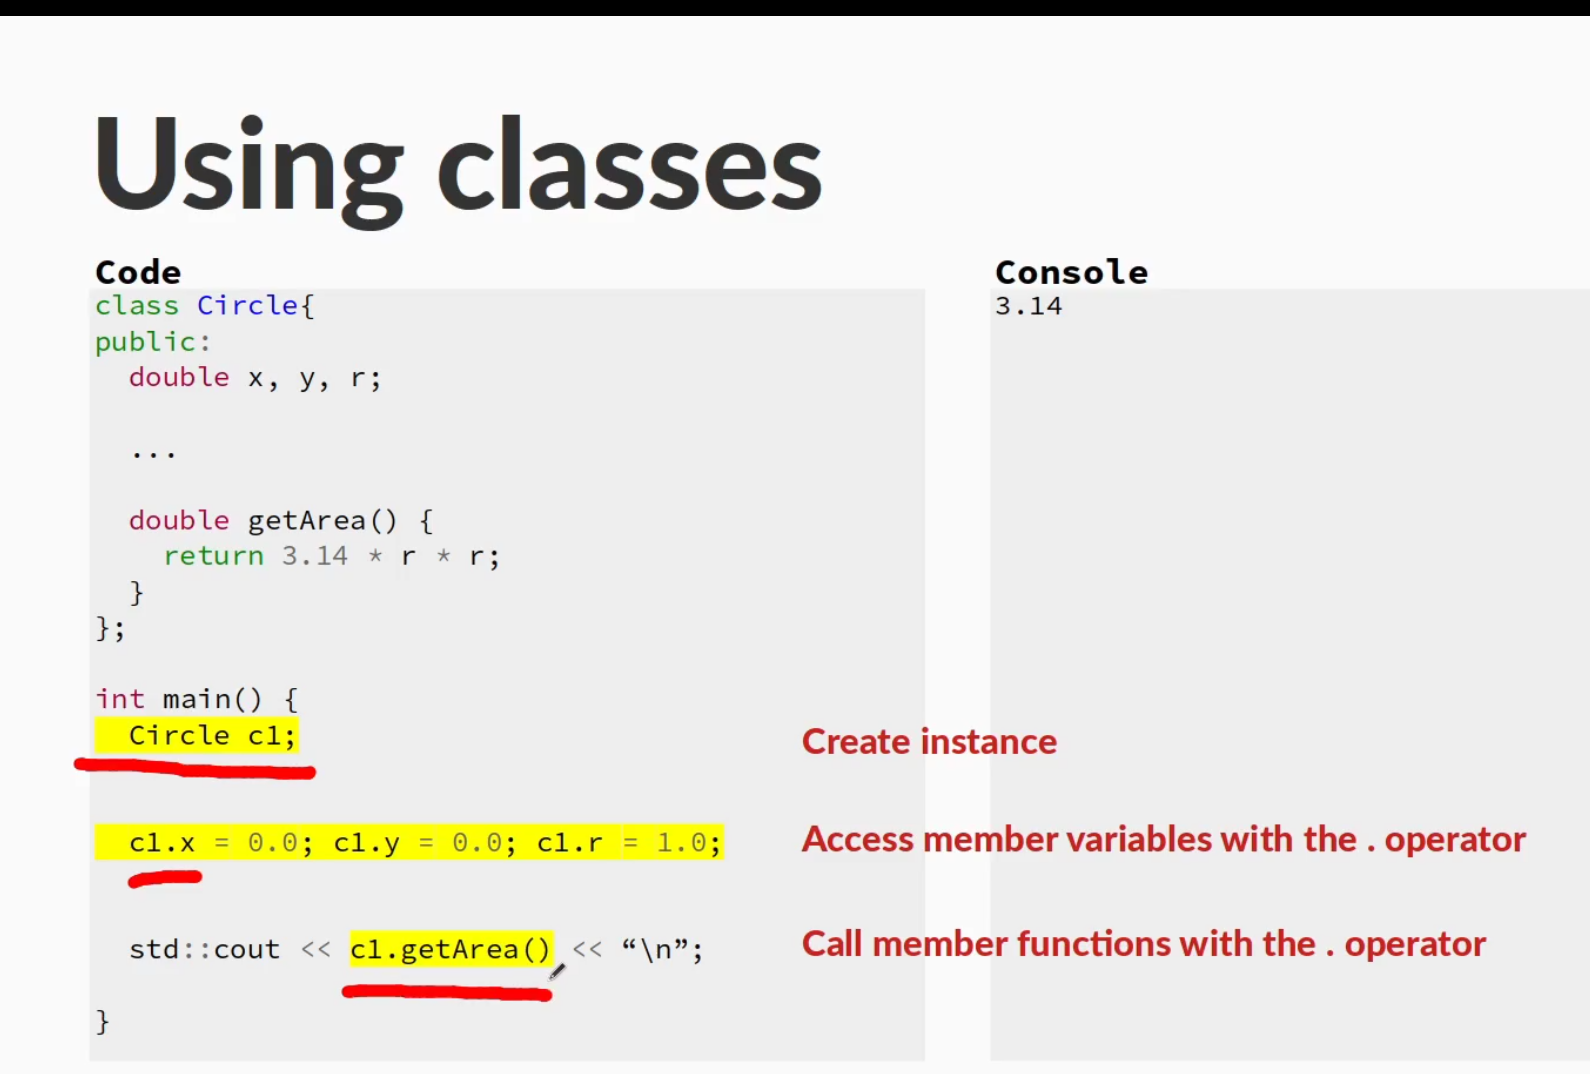 Using classes
Code
class Circle{
public:
  double x, y, r;
  ...
  double getArea() {
    return 3.14 * r * r;
  }
};
int main() {
  Circle c1;
  c1.x = 0.0; c1.y = 0.0; c1.r = 1.0;
  std::cout << c1.getArea() << “\n”;
}
Console
3.14
Create instance
Access member variables with the . operator
Call member functions with the . operator